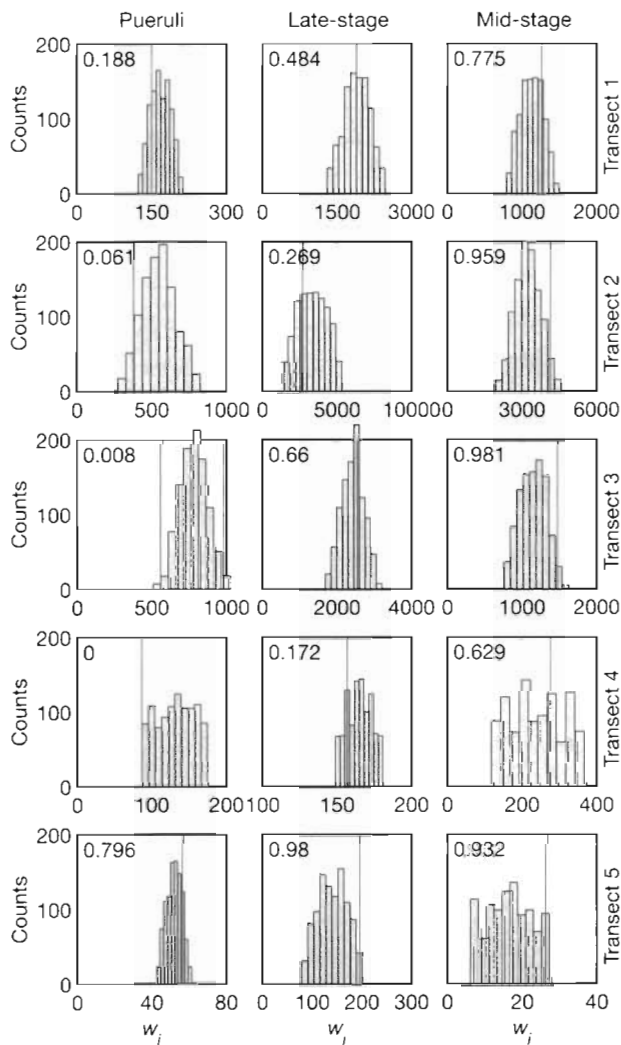 Pueruli Late-stage Mid-stage
200 0.188 0.484 0.775
Counts 100 Transect 1
0
0 150 300 0 1500 3000 0 1000 2000
200 0.061 0.269 0.959
Counts 100 Transect 2
0
0 500 1000 0 5000 10000 0 3000 6000
200 0.008 0.66 0.981
Counts 100 Transect 3
0
0 500 1000 0 2000 4000 0 1000 2000
200 0 0.172 0.629
Counts 100 Transect 4
0
0 100 200 100 150 200 0 200 400
200 0.796 0.98 0.932
Counts 100 Transect 5
0
0 40 80 0 100 200 300 0 20 40
w_i w_i w_i